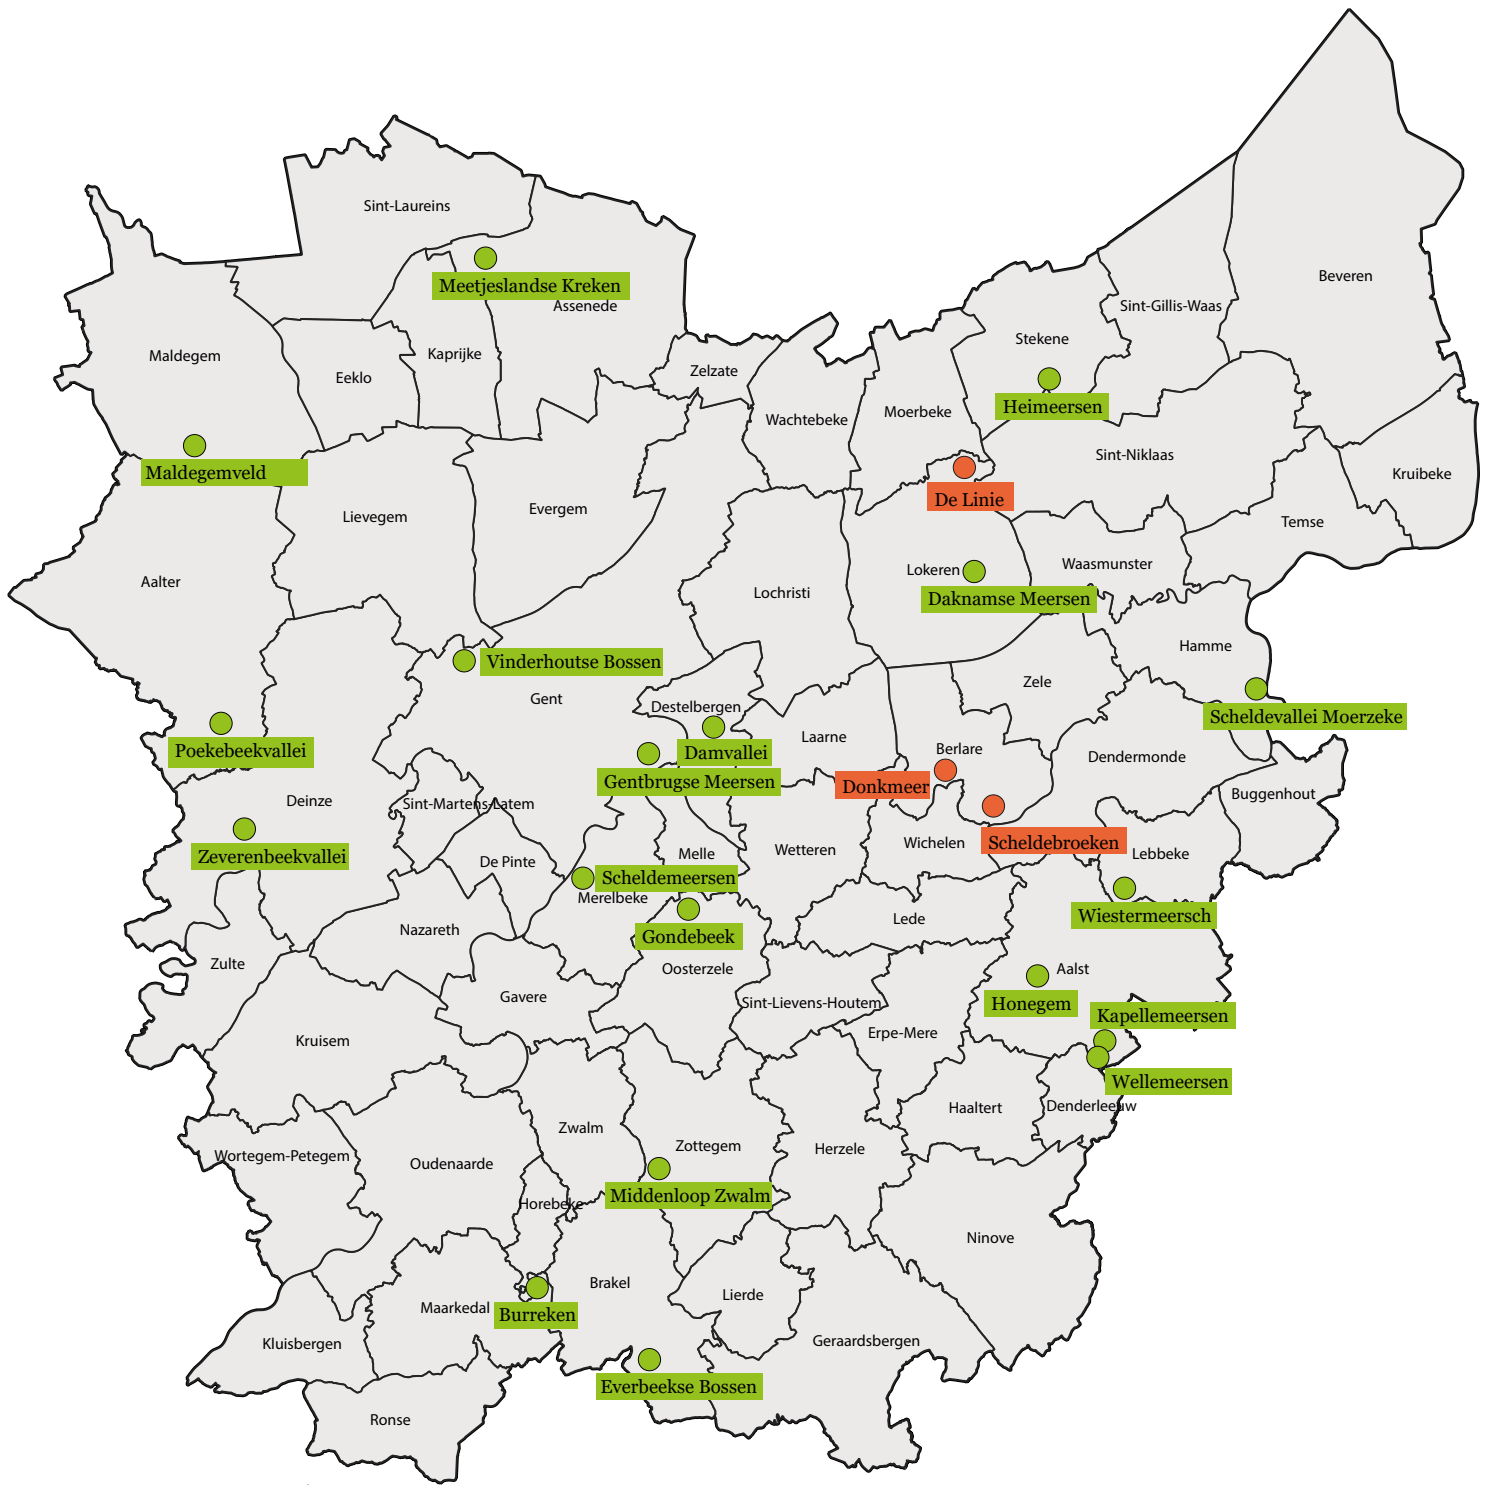 Sint-Laureins
Meetjeslandse Kreken
Assenede
Beveren
Sint-Gillis-Waas
Stekene
Maldegem
Kaprijke
Eeklo
Zelzate
Heimeersen
Moerbeke
Wachtebeke
Sint-Niklaas
Maldegemveld
Kruibeke
De Linie
Evergem
Lievegem
Temse
Waasmunster
Lokeren
Aalter
Lochristi
Daknamse Meersen
Hamme
Vinderhoutse Bossen
Zele
Gent
Destelbergen
Scheldevallei Moerzeke
Laarne
Poekebeekvallei
Damvallei
Berlare
Dendermonde
Gentbrugse Meersen
Donkmeer
Buggenhout
Deinze
Sint-Martens-Latem
Scheldebroeken
Wichelen
Wetteren
Melle
Lebbeke
Zeverenbeekvallei
De Pinte
Scheldemeersen
Merelbeke
Wiestermeersch
Lede
Nazareth
Gondebeek
Zulte
Oosterzele
Aalst
Gavere
Sint-Lievens-Houtem
Honegem
Kapellemeersen
Erpe-Mere
Kruisem
Wellemeersen
Haaltert
Denderleeuw
Zwalm
Zottegem
Herzele
Wortegem-Petegem
Oudenaarde
Middenloop Zwalm
Horebeke
Ninove
Brakel
Lierde
Maarkedal
Burreken
Kluisbergen
Geraardsbergen
Everbeekse Bossen
Ronse